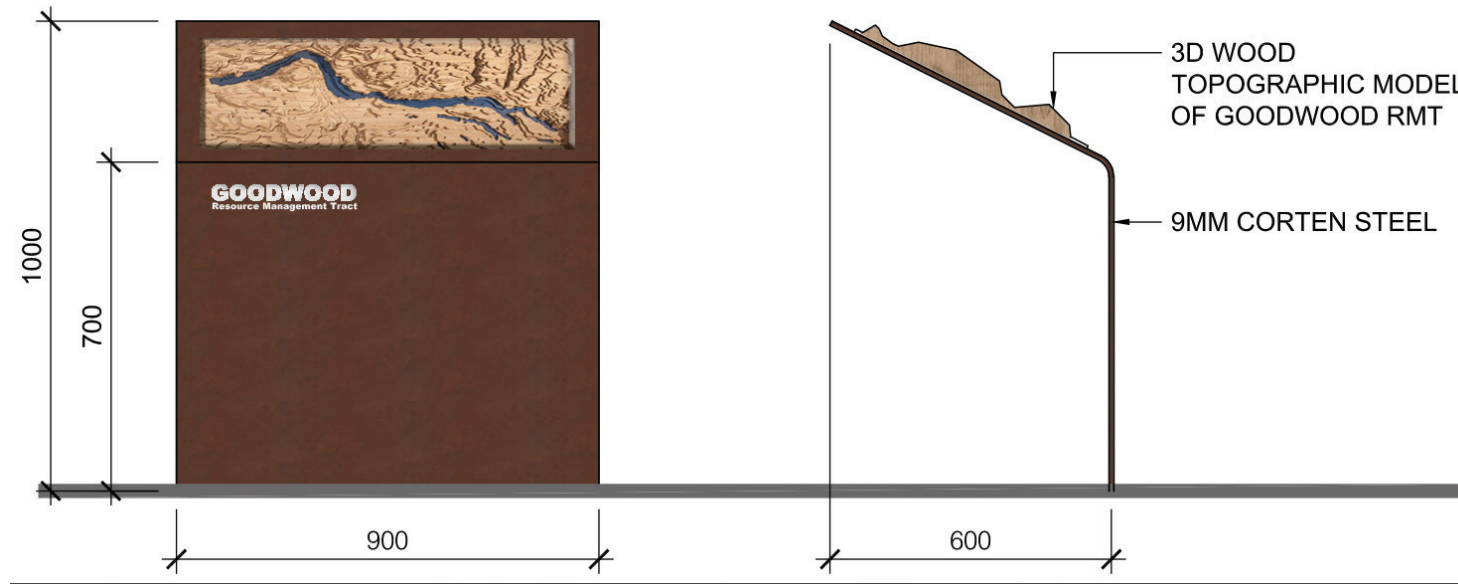 1000
700
GOODWOOD
Resource Management Tract
900
3D WOOD
TOPOGRAPHIC MODEL
OF GOODWOOD RMT
9MM CORTEN STEEL
600